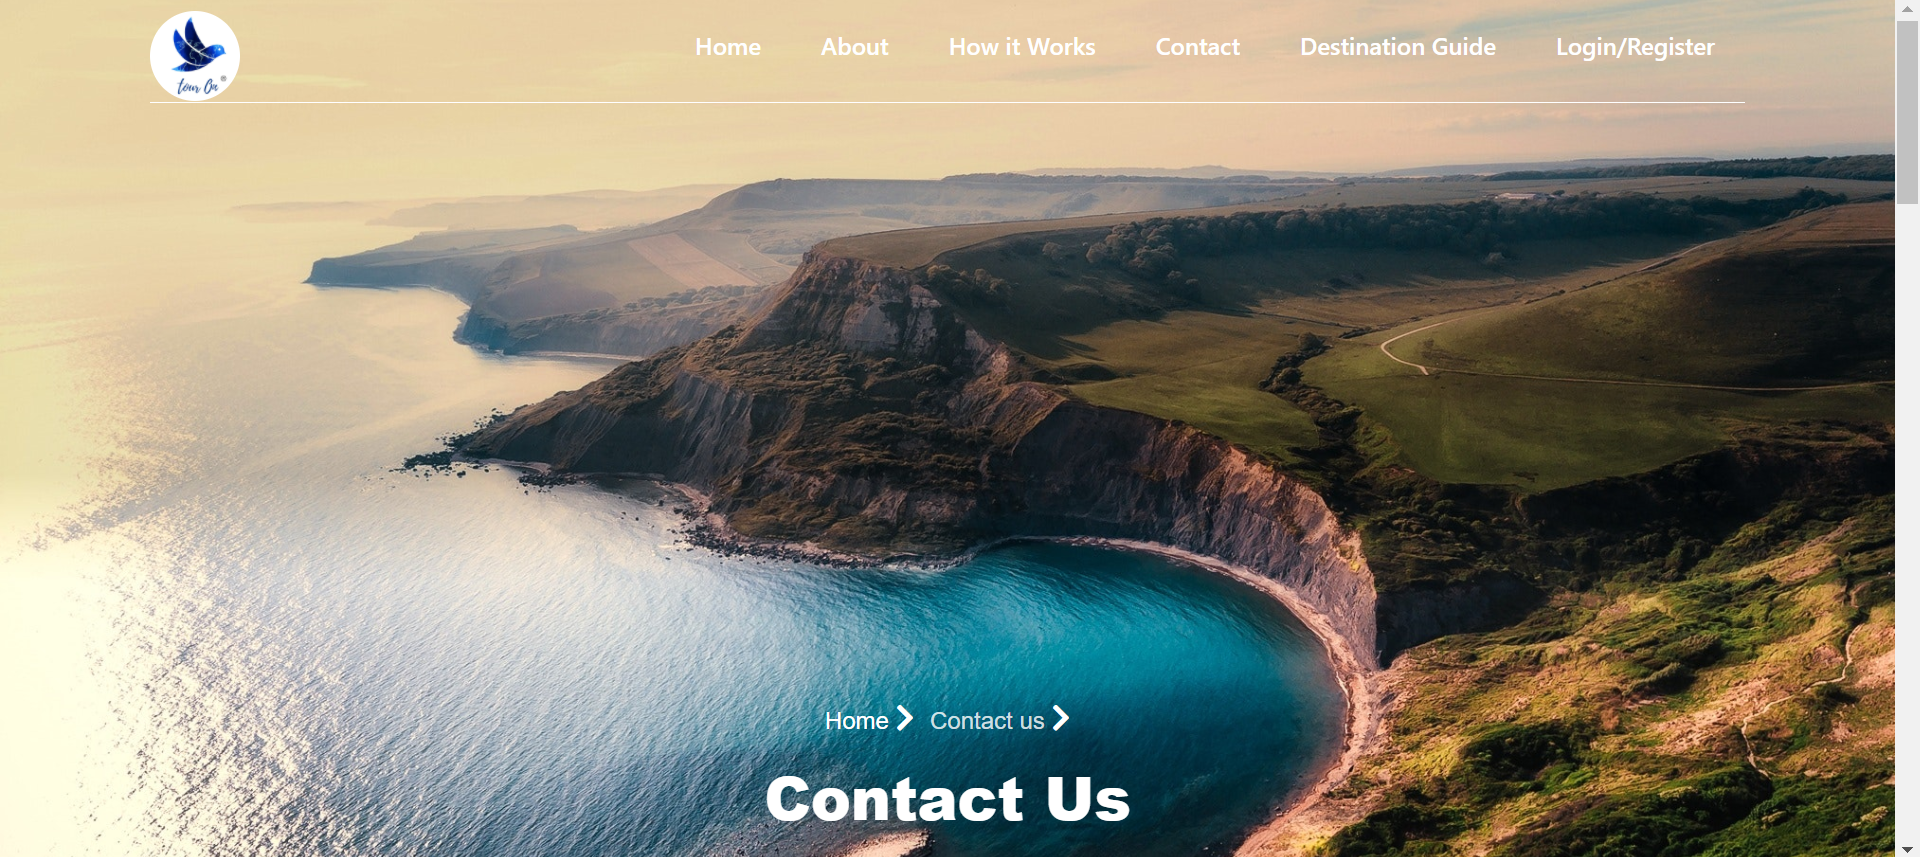 tour On ®
Home About How it Works Contact Destination Guide Login/Register
Home Contact us
Contact Us